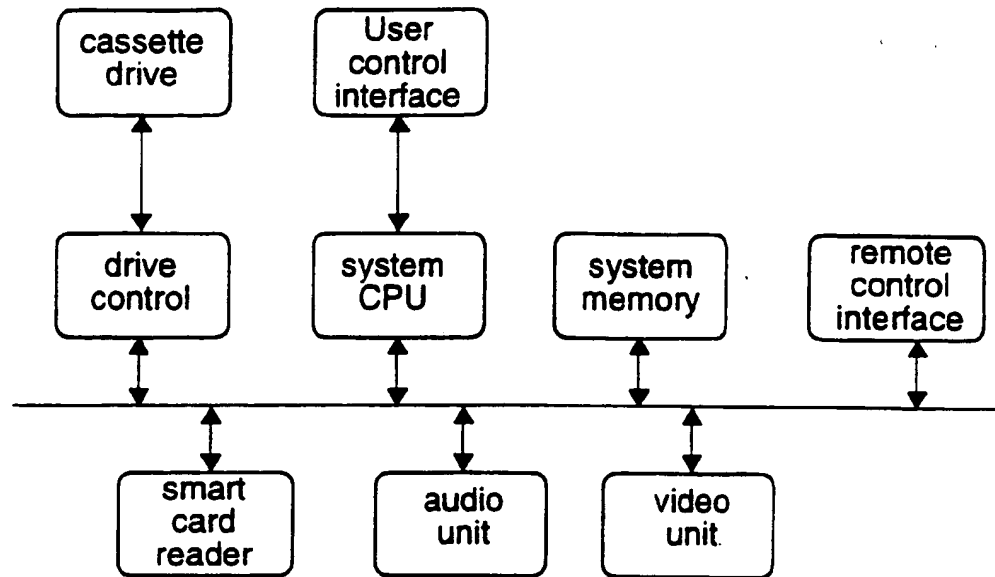 cassette
drive
User
control
interface
drive
control
system
CPU
system
memory
remote
control
interface
smart
card
reader
audio
unit
video
unit